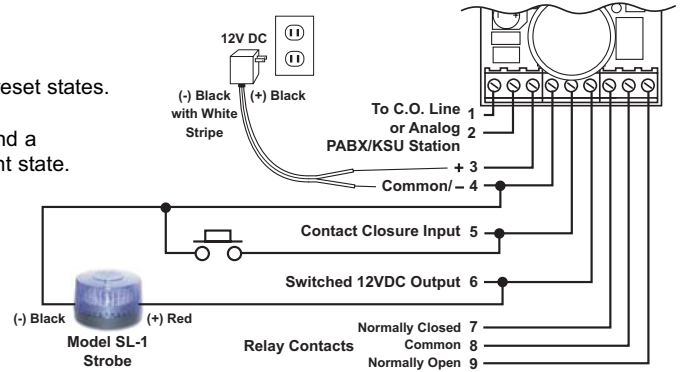 eset states.
nd a
nt state.
12V DC
(-) Black (+) Black
with White
Stripe
To C.O. Line 1
or Analog 2
PABX/KSU Station
+ 3
Common/ – 4
Contact Closure Input 5
Switched 12VDC Output 6
(-) Black (+) Red
Model SL-1
Strobe
Normally Closed 7
Relay Contacts Common 8
Normally Open 9